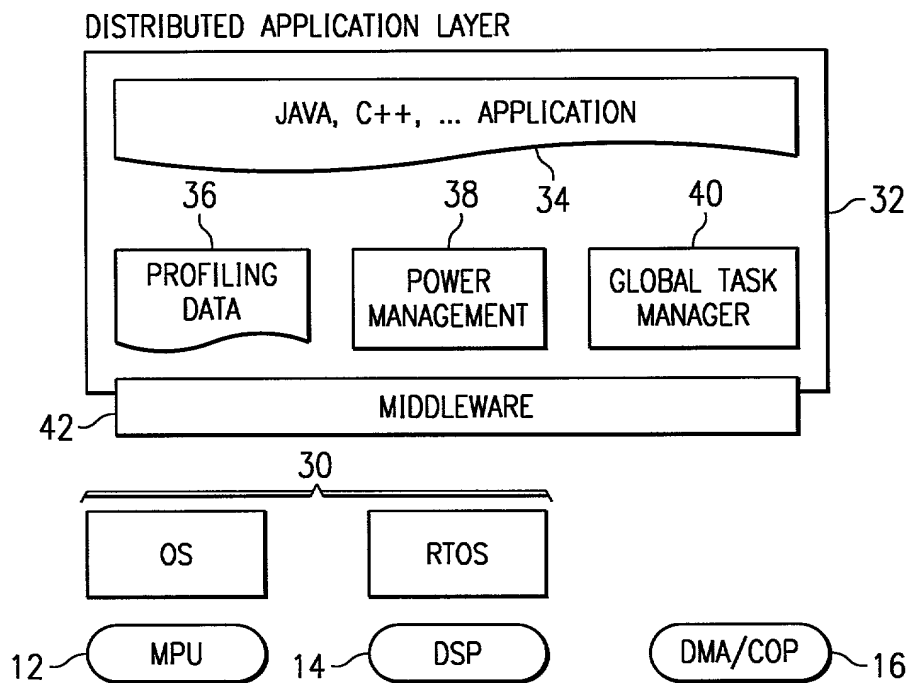 DISTRIBUTED APPLICATION LAYER
JAVA, C++, ... APPLICATION
36
38
34
40
32
PROFILING
DATA
POWER
MANAGEMENT
GLOBAL TASK
MANAGER
MIDDLEWARE
42
30
OS
RTOS
12
MPU
14
DSP
DMA/COP
16